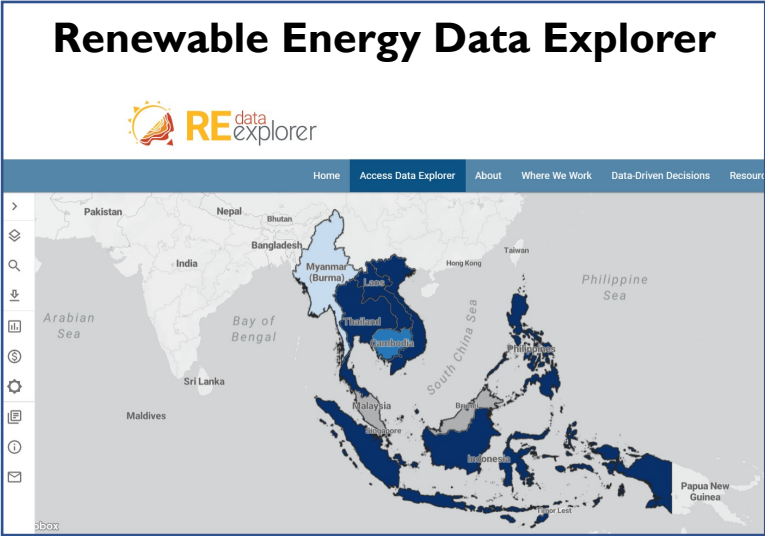 Renewable Energy Data Explorer
RE data explorer
Home Access Data Explorer About Where We Work Data-Driven Decisions Resourc
Pakistan
Nepal
Bhutan
Bangladesh
India
Myanmar
(Burma)
Laos
Hong Kong
Taiwan
Philippine
Sea
Arabian
Sea
Bay of
Bengal
Thailand
Cambodia
South China Sea
Philippines
Sri Lanka
Maldives
Malaysia
Singapore
Brunei
Indonesia
Papua New
Guinea
Timor Lest
obox